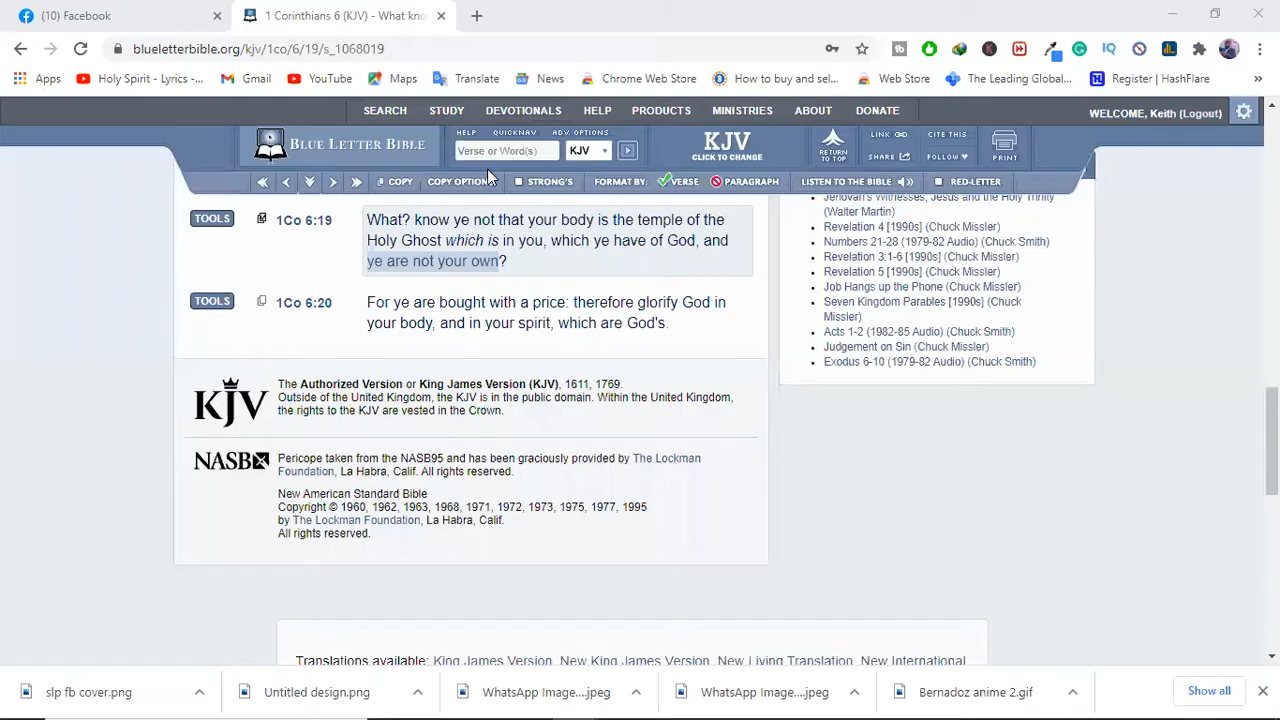 (10) Facebook
1 Corinthians 6 (KJV) - What kno
blueletterbible.org/kjv/1co/6/19/s_1068019
Apps
Holy Spirit - Lyrics -...
Gmail
YouTube
Maps
Translate
News
Chrome Web Store
How to buy and sel...
Web Store
The Leading Global...
Register | HashFlare
SEARCH STUDY DEVOTIONALS HELP PRODUCTS MINISTRIES ABOUT DONATE
WELCOME, Keith (Logout)
HELP QUICKNAV ADV. OPTIONS
BLUE LETTER BIBLE
Verse or Word(s)
KJV
KJV
CLICK TO CHANGE
RETURN
TO TOP
LINK
CITE THIS
SHARE
FOLLOW
PRINT
COPY
COPY OPTION
STRONG'S
FORMAT BY:
VERSE
PARAGRAPH
LISTEN TO THE BIBLE
RED-LETTER
TOOLS
1Co 6:19
What? know ye not that your body is the temple of the
Holy Ghost which is in you, which ye have of God, and
ye are not your own?
TOOLS
1Co 6:20
For ye are bought with a price: therefore glorify God in
your body, and in your spirit, which are God's.
Jehovah's Witnesses, Jesus and the Holy Trinity
(Walter Martin)
Revelation 4 [1990s] (Chuck Missler)
Numbers 21-28 (1979-82 Audio) (Chuck Smith)
Revelation 3:1-6 [1990s] (Chuck Missler)
Revelation 5 [1990s] (Chuck Missler)
Job Hangs up the Phone (Chuck Missler)
Seven Kingdom Parables [1990s] (Chuck
Missler)
Acts 1-2 (1982-85 Audio) (Chuck Smith)
Judgement on Sin (Chuck Missler)
Exodus 6-10 (1979-82 Audio) (Chuck Smith)
KJV
The Authorized Version or King James Version (KJV), 1611, 1769.
Outside of the United Kingdom, the KJV is in the public domain. Within the United Kingdom,
the rights to the KJV are vested in the Crown.
NASB
Pericope taken from the NASB95 and has been graciously provided by The Lockman
Foundation, La Habra, Calif. All rights reserved.
New American Standard Bible
Copyright © 1960, 1962, 1963, 1968, 1971, 1972, 1973, 1975, 1977, 1995
by The Lockman Foundation, La Habra, Calif.
All rights reserved.
Translations available: King James Version, New King James Version, New Living Translation, New International
slp fb cover.png
Untitled design.png
WhatsApp Image....jpeg
WhatsApp Image....jpeg
Bernadoz anime 2.gif
Show all